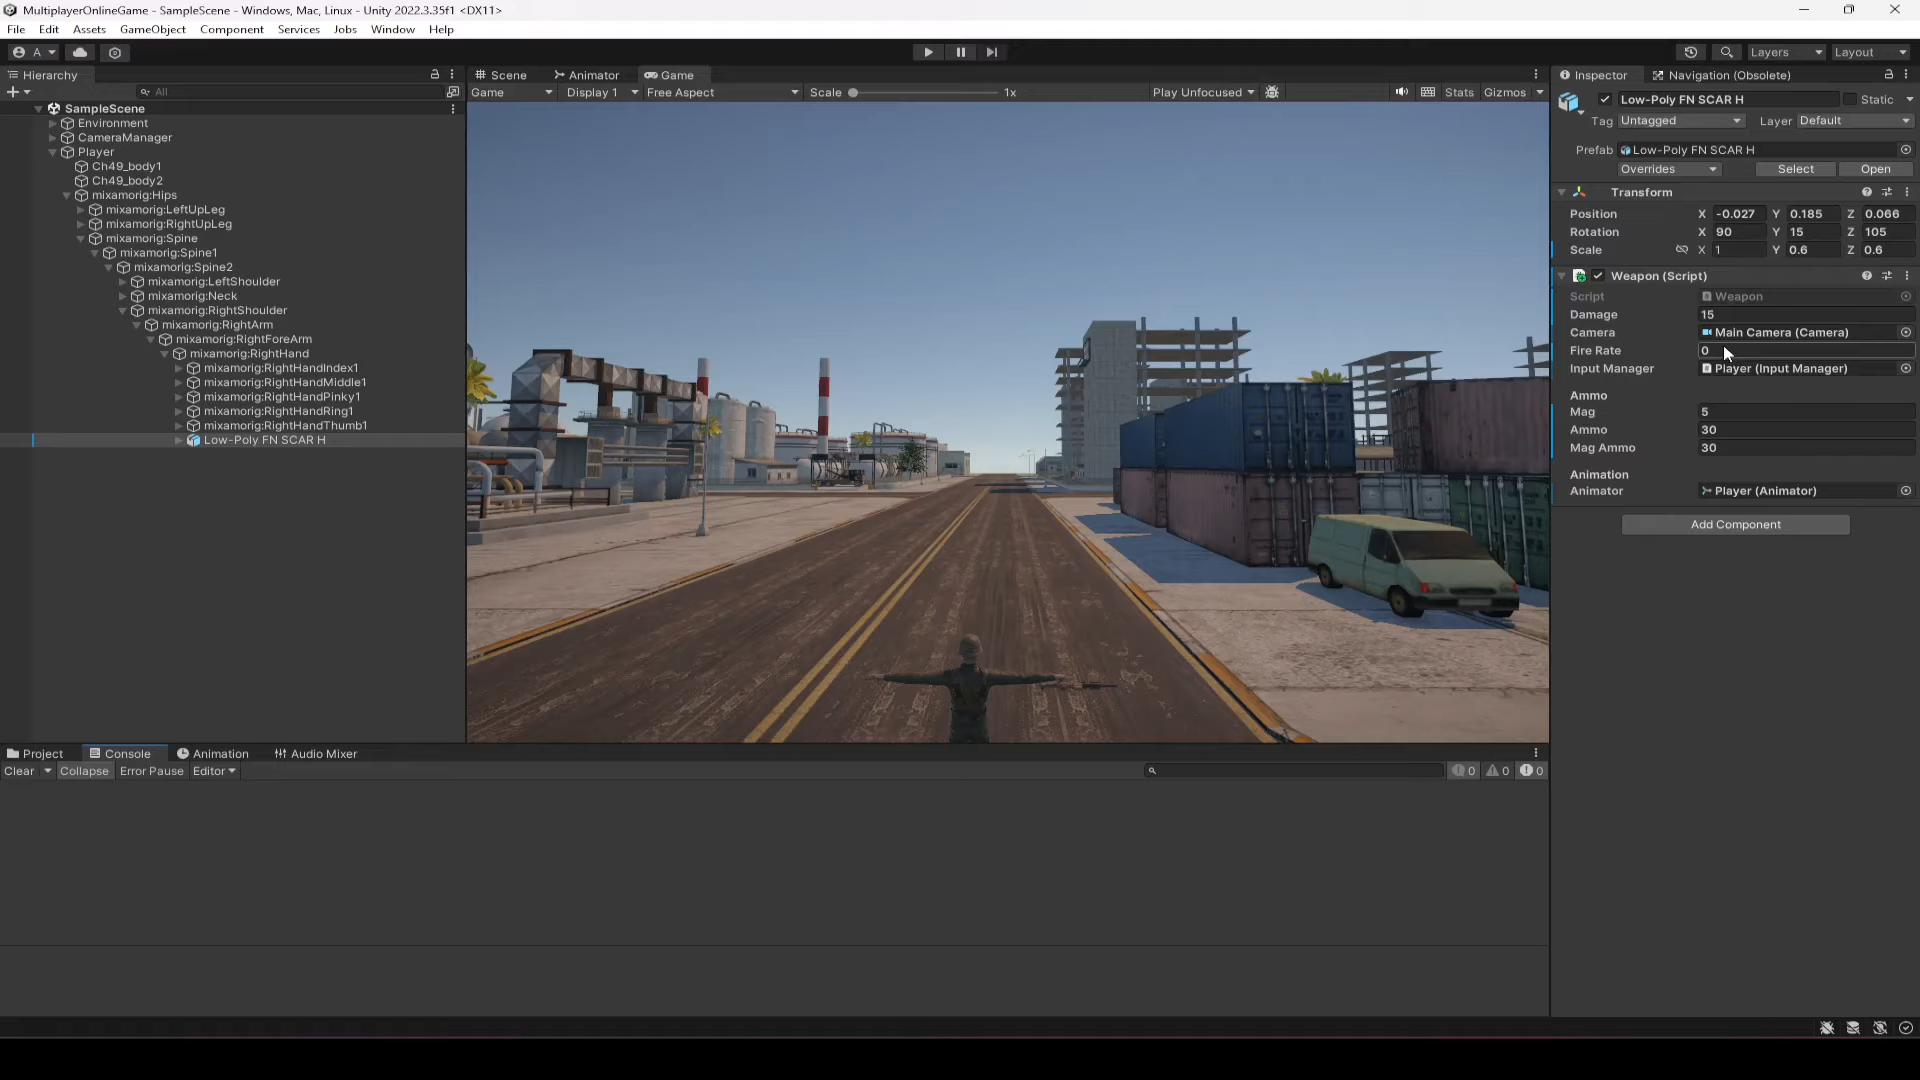 MultiplayerOnlineGame - SampleScene - Windows, Mac, Linux - Unity 2022.3.35f1 <DX11>
File Edit Assets GameObject Component Services Jobs Window Help
A Layers Layout
Hierarchy
All
SampleScene
Environment
CameraManager
Player
Ch49_body1
Ch49_body2
mixamorig:Hips
mixamorig:LeftUpLeg
mixamorig:RightUpLeg
mixamorig:Spine
mixamorig:Spine1
mixamorig:Spine2
mixamorig:LeftShoulder
mixamorig:Neck
mixamorig:RightShoulder
mixamorig:RightArm
mixamorig:RightForeArm
mixamorig:RightHand
mixamorig:RightHandIndex1
mixamorig:RightHandMiddle1
mixamorig:RightHandPinky1
mixamorig:RightHandRing1
mixamorig:RightHandThumb1
Low-Poly FN SCAR H
Scene Animator Game
Game Display 1 Free Aspect Scale 1x Play Unfocused Stats Gizmos
Inspector Navigation (Obsolete)
Low-Poly FN SCAR H Static
Tag Untagged Layer Default
Prefab Low-Poly FN SCAR H
Overrides Select Open
Transform
Position X -0.027 Y 0.185 Z 0.066
Rotation X 90 Y 15 Z 105
Scale X 1 Y 0.6 Z 0.6
Weapon (Script)
Script Weapon
Damage 15
Camera Main Camera (Camera)
Fire Rate 0
Input Manager Player (Input Manager)
Ammo
Mag 5
Ammo 30
Mag Ammo 30
Animation
Animator Player (Animator)
Add Component
Project Console Animation Audio Mixer
Clear Collapse Error Pause Editor 0 0 0